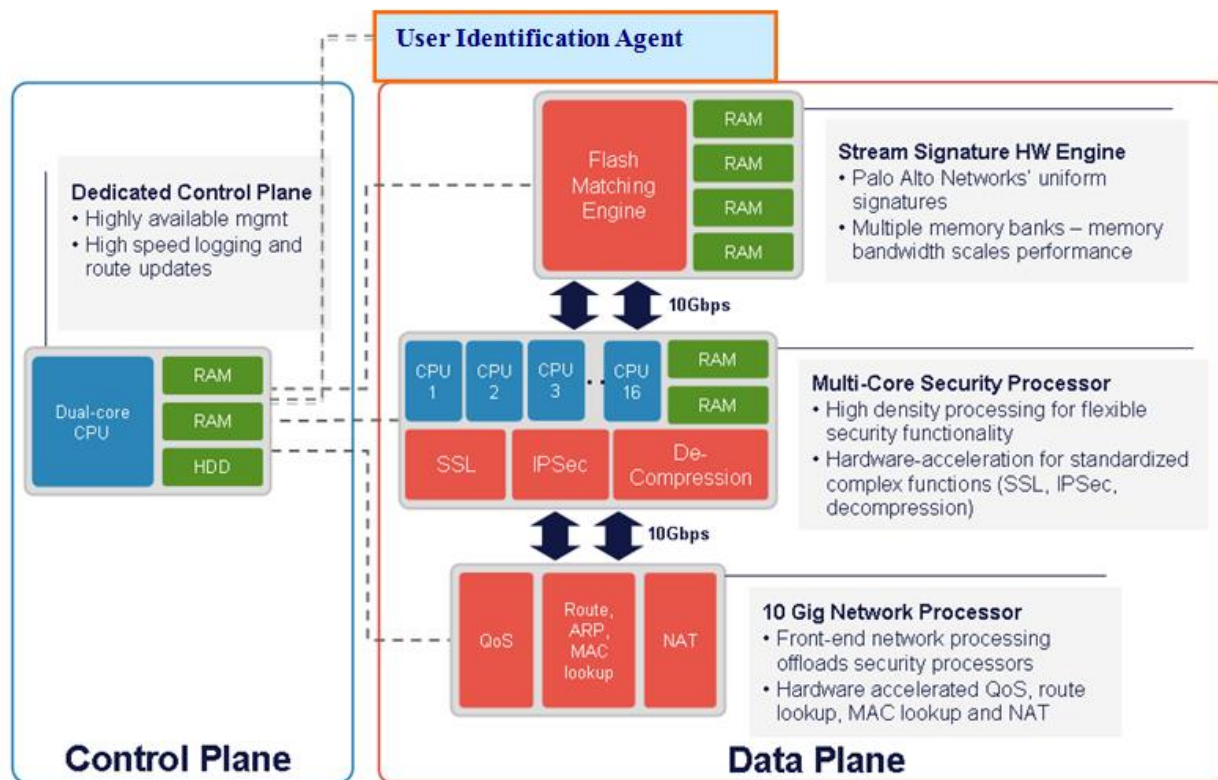 User Identification Agent
Dedicated Control Plane
• Highly available mgmt
• High speed logging and
route updates
Dual-core
CPU
RAM
RAM
HDD
Control Plane
Flash
Matching
Engine
RAM
RAM
RAM
RAM
Stream Signature HW Engine
• Palo Alto Networks' uniform
signatures
• Multiple memory banks – memory
bandwidth scales performance
10Gbps
CPU
1
CPU
2
CPU
3
..
CPU
16
RAM
RAM
SSL
IPSec
De-
Compression
Multi-Core Security Processor
• High density processing for flexible
security functionality
• Hardware-acceleration for standardized
complex functions (SSL, IPSec,
decompression)
10Gbps
QoS
Route,
ARP,
MAC
lookup
NAT
10 Gig Network Processor
• Front-end network processing
offloads security processors
• Hardware accelerated QoS, route
lookup, MAC lookup and NAT
Data Plane